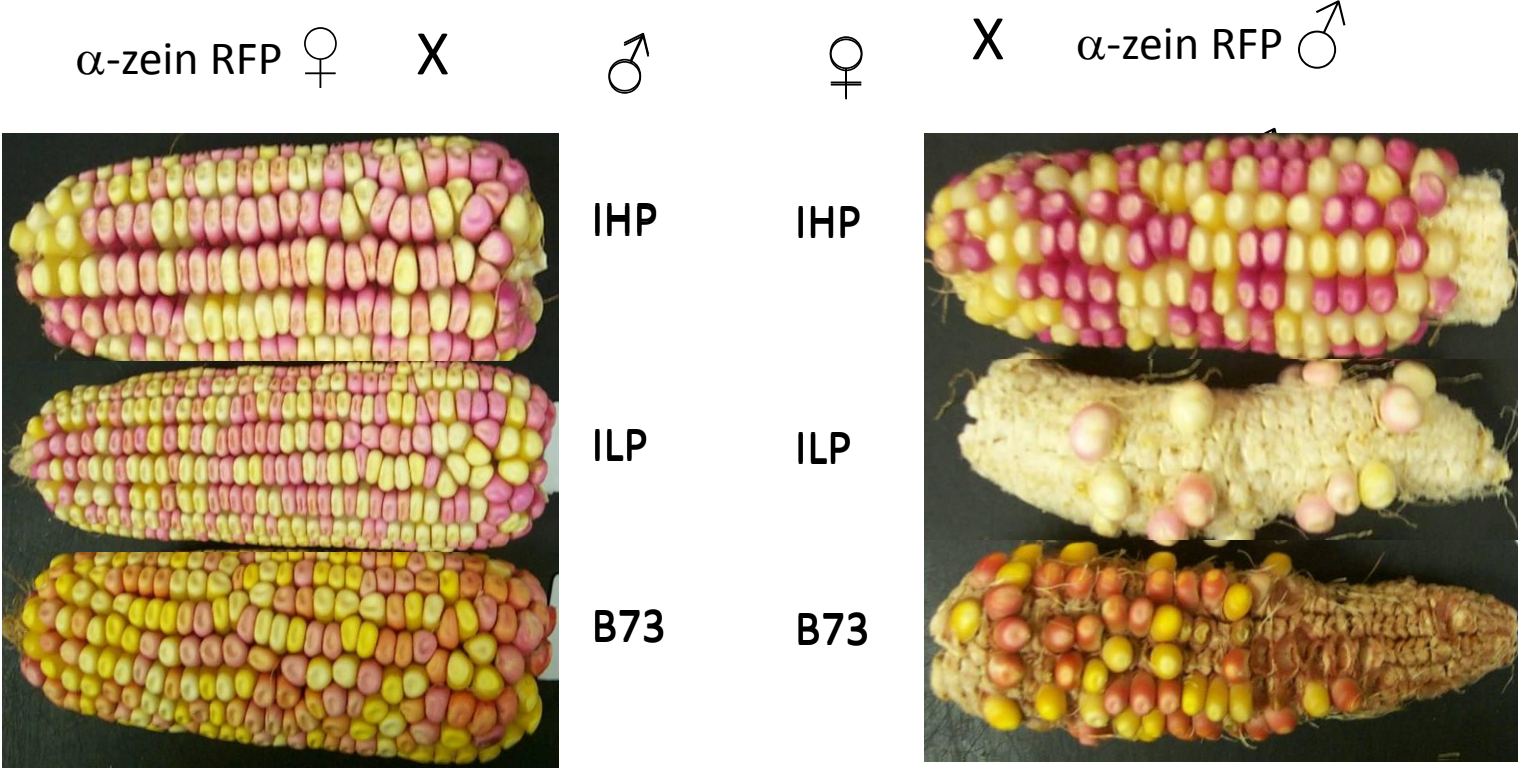 α-zein RFP ♀ X ♂
♀ X α-zein RFP ♂
IHP IHP
ILP ILP
B73 B73